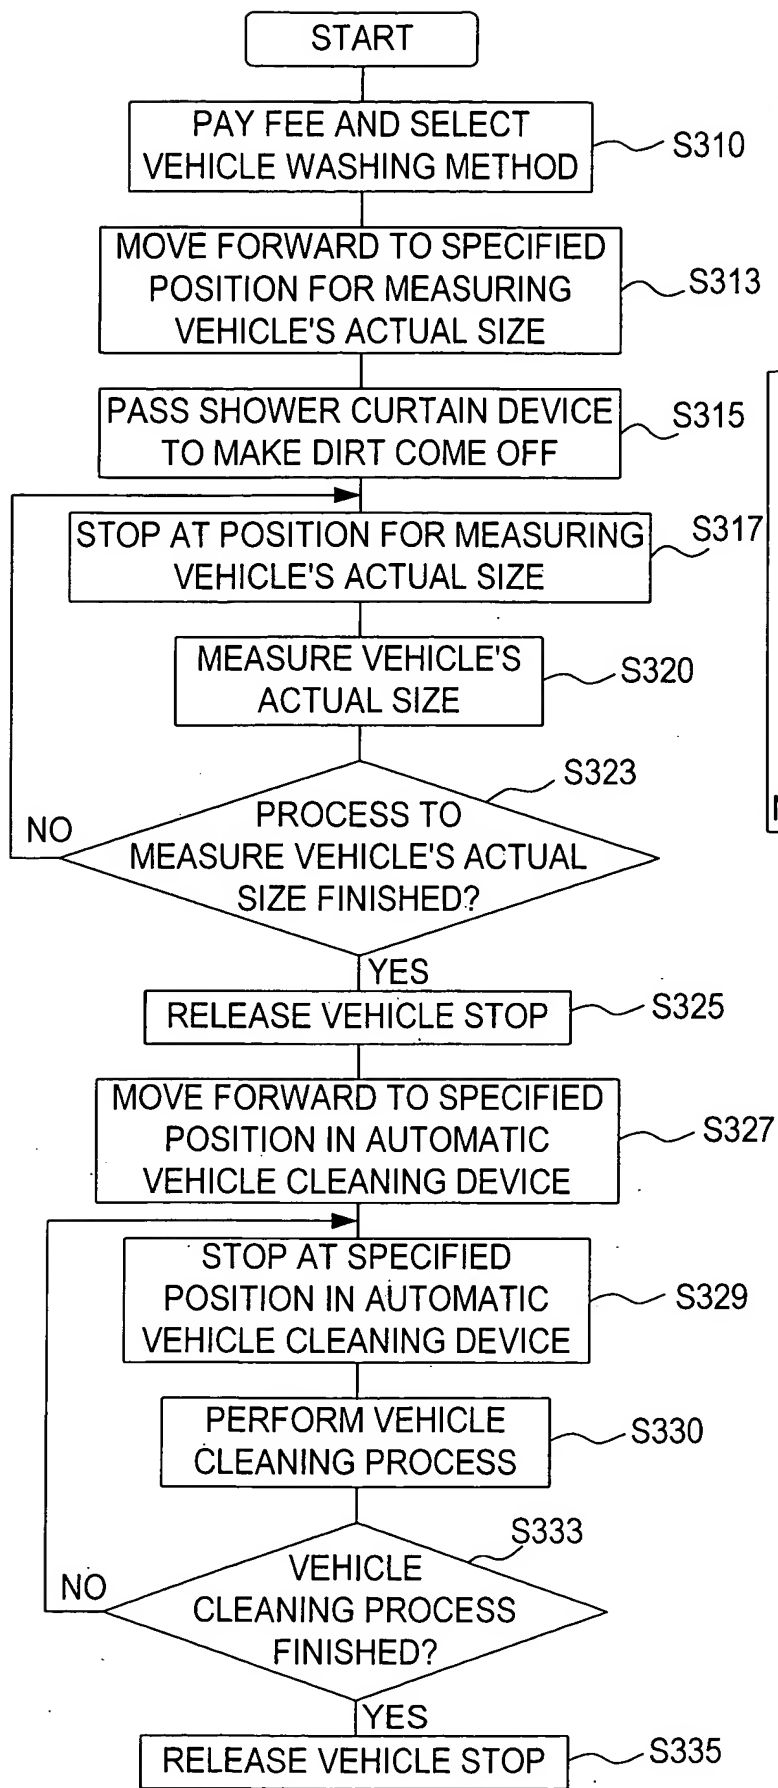 START
PAY FEE AND SELECT
VEHICLE WASHING METHOD
S310
MOVE FORWARD TO SPECIFIED
POSITION FOR MEASURING
VEHICLE'S ACTUAL SIZE
S313
PASS SHOWER CURTAIN DEVICE
TO MAKE DIRT COME OFF
S315
STOP AT POSITION FOR MEASURING
VEHICLE'S ACTUAL SIZE
S317
MEASURE VEHICLE'S
ACTUAL SIZE
S320
S323
PROCESS TO
MEASURE VEHICLE'S ACTUAL
SIZE FINISHED?
NO
YES
RELEASE VEHICLE STOP
S325
MOVE FORWARD TO SPECIFIED
POSITION IN AUTOMATIC
VEHICLE CLEANING DEVICE
S327
STOP AT SPECIFIED
POSITION IN AUTOMATIC
VEHICLE CLEANING DEVICE
S329
PERFORM VEHICLE
CLEANING PROCESS
S330
S333
VEHICLE
CLEANING PROCESS
FINISHED?
NO
YES
RELEASE VEHICLE STOP
S335